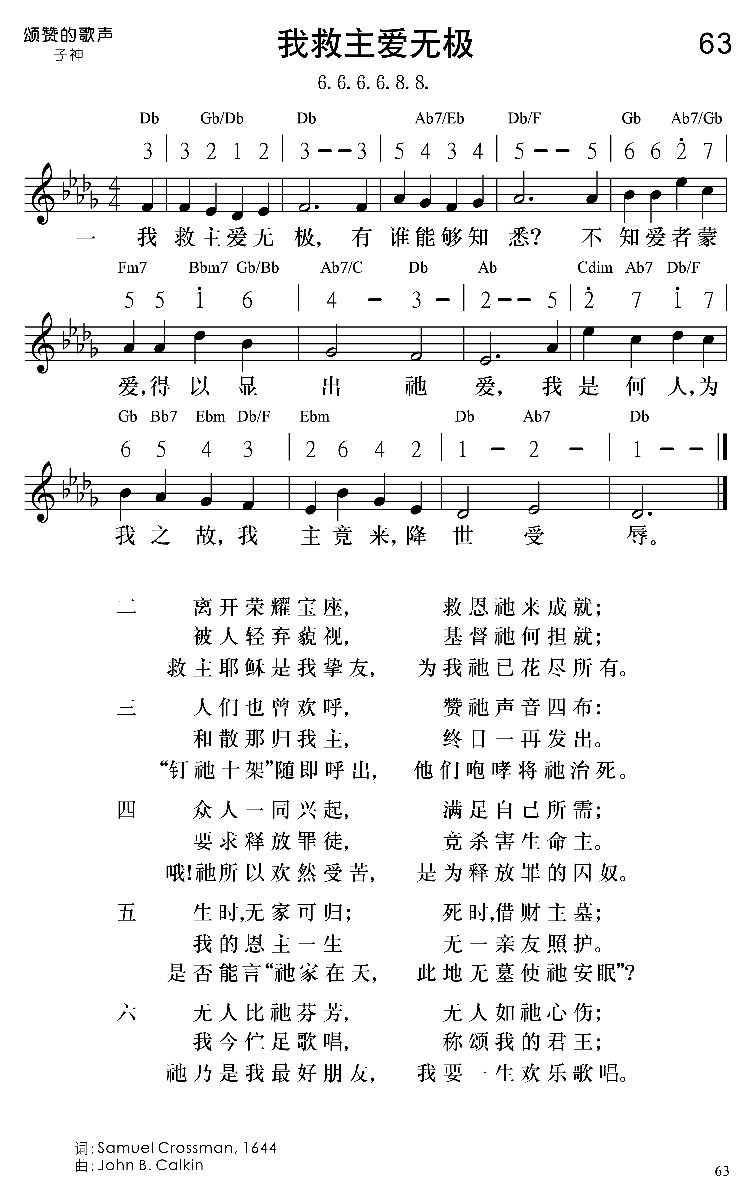 颂赞的歌声
子神
我救主爱无极
63
6. 6. 6. 6. 8. 8.
Db Gb/Db Db Ab7/Eb Db/F Gb Ab7/Gb
3 | 3 2 1 2 | 3 – – 3 | 5 4 3 4 | 5 – – 5 | 6 6 2̇ 7 |
4 4
一 我 救主爱无 极, 有 谁能够知 悉? 不 知爱者蒙
Fm7 Bbm7 Gb/Bb Ab7/C Db Ab Cdim Ab7 Db/F
5 5 1̇ 6 | 4 – 3 – | 2 – – 5 | 2̇ 7 1̇ 7 |
爱,得 以 显 出 祂 爱, 我 是 何 人,为
Gb Bb7 Ebm Db/F Ebm Db Ab7 Db
6 5 4 3 | 2 6 4 2 | 1 – 2 – | 1 – –
我 之 故,我 主 竟 来,降 世 受 辱。
二 离开荣耀宝座, 救恩祂来成就;
被人轻弃藐视, 基督祂何担就;
救主耶稣是我挚友, 为我祂已花尽所有。
三 人们也曾欢呼, 赞祂声音四布:
和散那归我主, 终日一再发出。
“钉祂十架”随即呼出, 他们咆哮将祂治死。
四 众人一同兴起, 满足自己所需;
要求释放罪徒, 竟杀害生命主。
哦!祂所以欢然受苦, 是为释放罪的囚奴。
五 生时,无家可归; 死时,借财主墓;
我的恩主一生 无一亲友照护。
是否能言“祂家在天, 此地无墓使祂安眠”?
六 无人比祂芬芳, 无人如祂心伤;
我今伫足歌唱, 称颂我的君王;
祂乃是我最好朋友, 我要一生欢乐歌唱。
词: Samuel Crossman, 1644
曲: John B. Calkin
63